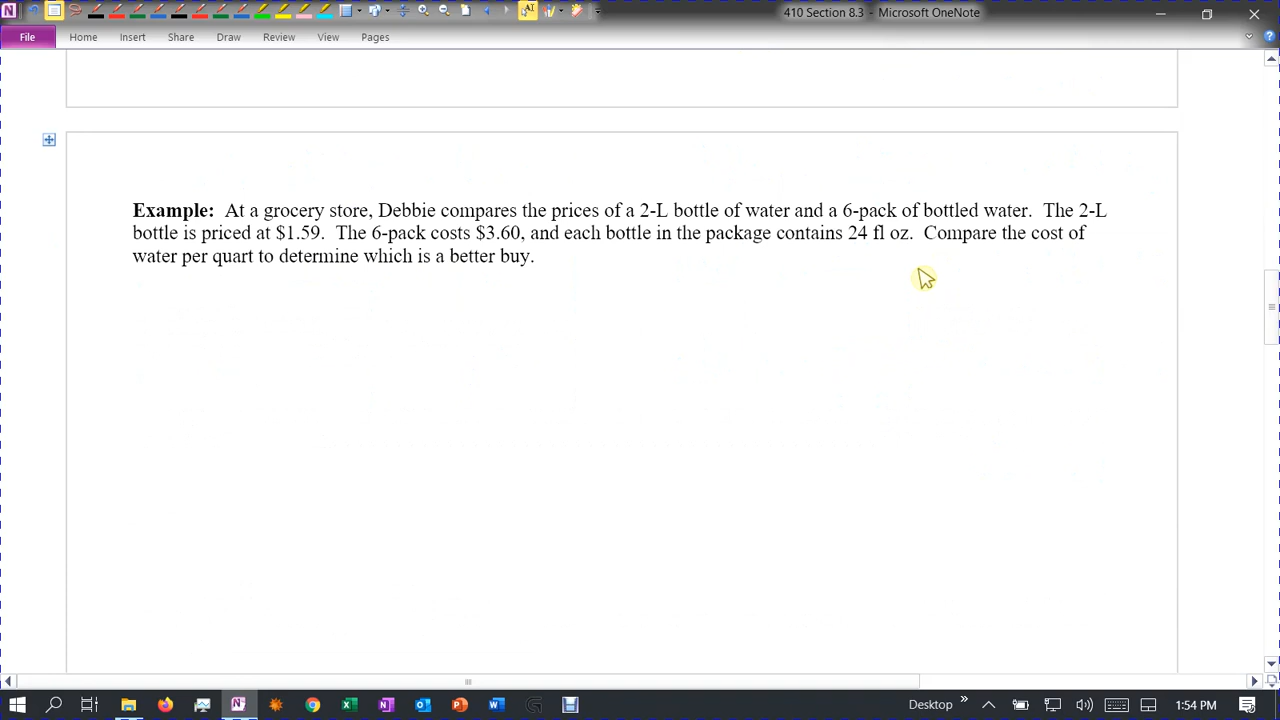 410 Section 8.3 - Microsoft OneNote
File Home Insert Share Draw Review View Pages
Example: At a grocery store, Debbie compares the prices of a 2-L bottle of water and a 6-pack of bottled water. The 2-L
bottle is priced at $1.59. The 6-pack costs $3.60, and each bottle in the package contains 24 fl oz. Compare the cost of
water per quart to determine which is a better buy.
Desktop 1:54 PM